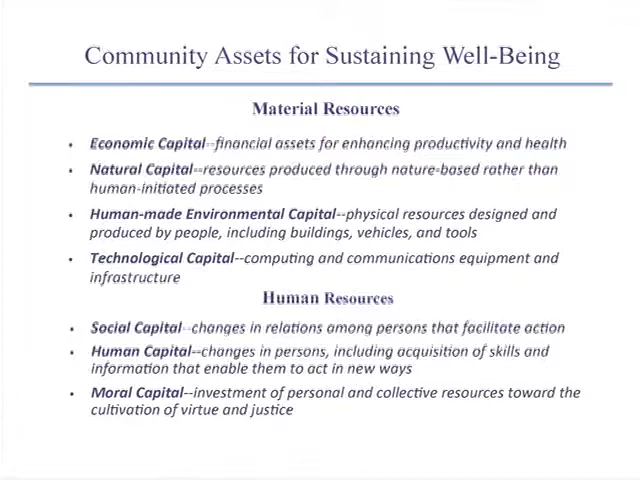 Community Assets for Sustaining Well-Being
Material Resources
• Economic Capital--financial assets for enhancing productivity and health
• Natural Capital--resources produced through nature-based rather than
human-initiated processes
• Human-made Environmental Capital--physical resources designed and
produced by people, including buildings, vehicles, and tools
• Technological Capital--computing and communications equipment and
infrastructure
Human Resources
• Social Capital--changes in relations among persons that facilitate action
• Human Capital--changes in persons, including acquisition of skills and
information that enable them to act in new ways
• Moral Capital--investment of personal and collective resources toward the
cultivation of virtue and justice